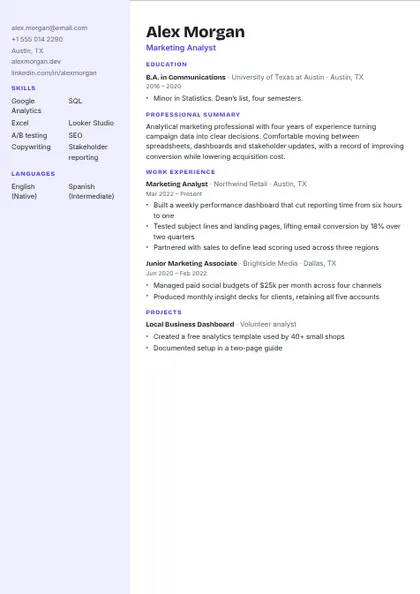 alex.morgan@email.com
+1 555 014 2290
Austin, TX
alexmorgan.dev
linkedin.com/in/alexmorgan
SKILLS
Google Analytics
SQL
Excel
Looker Studio
A/B testing
SEO
Copywriting
Stakeholder reporting
LANGUAGES
English (Native)
Spanish (Intermediate)
Alex Morgan
Marketing Analyst
EDUCATION
B.A. in Communications · University of Texas at Austin · Austin, TX
2016 – 2020
• Minor in Statistics. Dean's list, four semesters.
PROFESSIONAL SUMMARY
Analytical marketing professional with four years of experience turning
campaign data into clear decisions. Comfortable moving between
spreadsheets, dashboards and stakeholder updates, with a record of improving
conversion while lowering acquisition cost.
WORK EXPERIENCE
Marketing Analyst · Northwind Retail · Austin, TX
Mar 2022 – Present
• Built a weekly performance dashboard that cut reporting time from six hours
to one
• Tested subject lines and landing pages, lifting email conversion by 18% over
two quarters
• Partnered with sales to define lead scoring used across three regions
Junior Marketing Associate · Brightside Media · Dallas, TX
Jun 2020 – Feb 2022
• Managed paid social budgets of $25k per month across four channels
• Produced monthly insight decks for clients, retaining all five accounts
PROJECTS
Local Business Dashboard · Volunteer analyst
• Created a free analytics template used by 40+ small shops
• Documented setup in a two-page guide